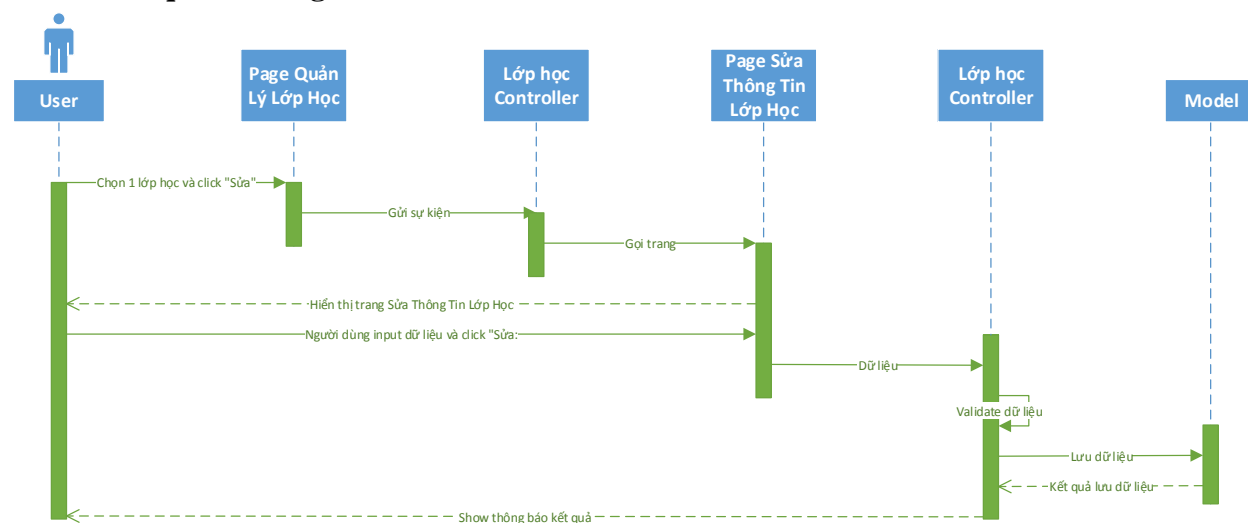 User
Page Quản
Lý Lớp Học
Lớp học
Controller
Page Sửa
Thông Tin
Lớp Học
Lớp học
Controller
Model
Chọn 1 lớp học và click "Sửa"
Gửi sự kiện
Gọi trang
Hiển thị trang Sửa Thông Tin Lớp Học
Người dùng input dữ liệu và click "Sửa:
Dữ liệu
Validate dữ liệu
Lưu dữ liệu
Kết quả lưu dữ liệu
Show thông báo kết quả